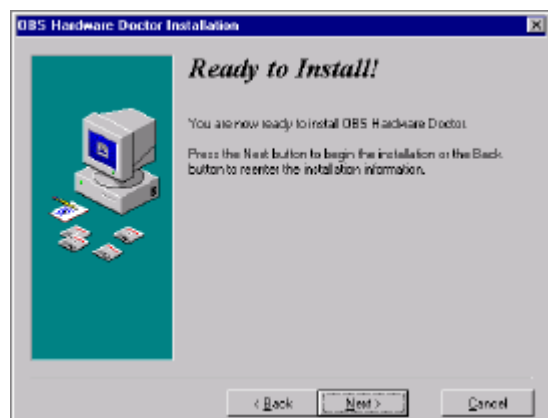 OBS Hardware Doctor Installation
Ready to Install!
You are now ready to install OBS Hardware Doctor.
Press the Next button to begin the installation or the Back
button to reenter the installation information.
< Back
Next >
Cancel